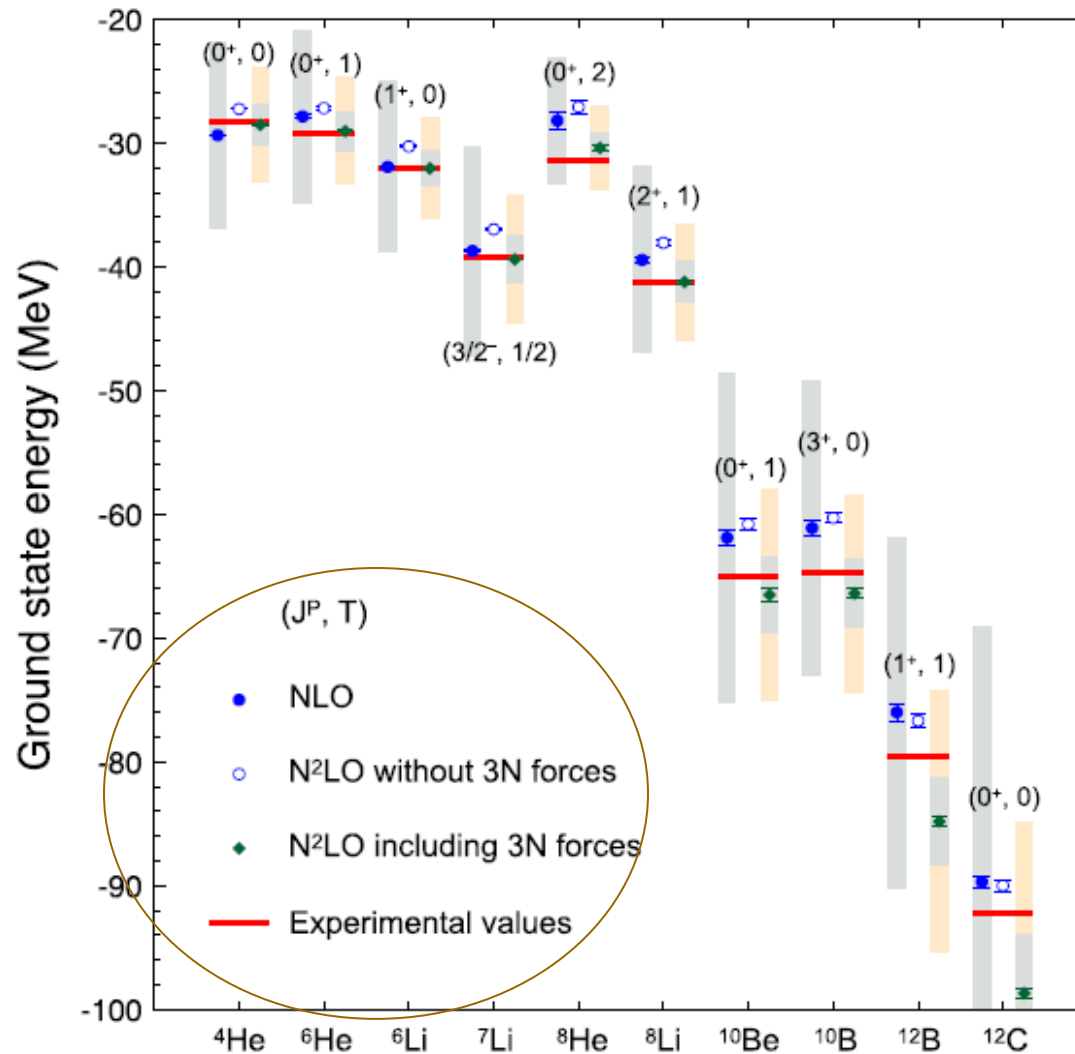 Ground state energy (MeV)
-20
-30
-40
-50
-60
-70
-80
-90
-100
(0⁺, 0)
(0⁺, 1)
(1⁺, 0)
(3/2⁻, 1/2)
(0⁺, 2)
(2⁺, 1)
(0⁺, 1)
(3⁺, 0)
(1⁺, 1)
(0⁺, 0)
(Jᴾ, T)
NLO
N²LO without 3N forces
N²LO including 3N forces
Experimental values
⁴He ⁶He ⁶Li ⁷Li ⁸He ⁸Li ¹⁰Be ¹⁰B ¹²B ¹²C